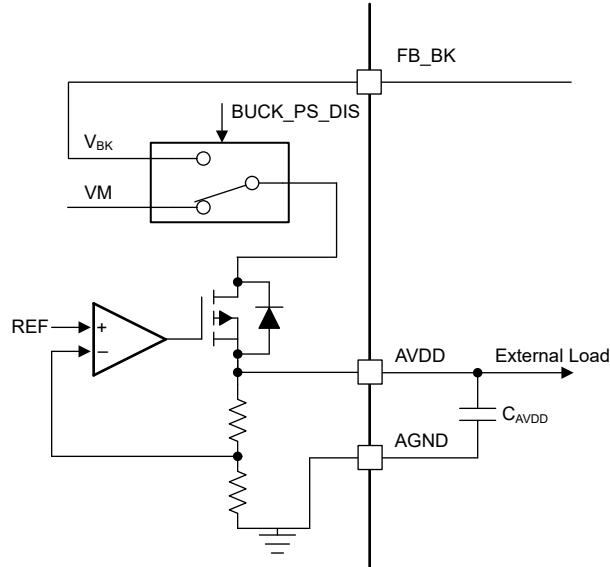 FB_BK
BUCK_PS_DIS
VBK
VM
REF
+
−
AVDD
External Load
CAVDD
AGND